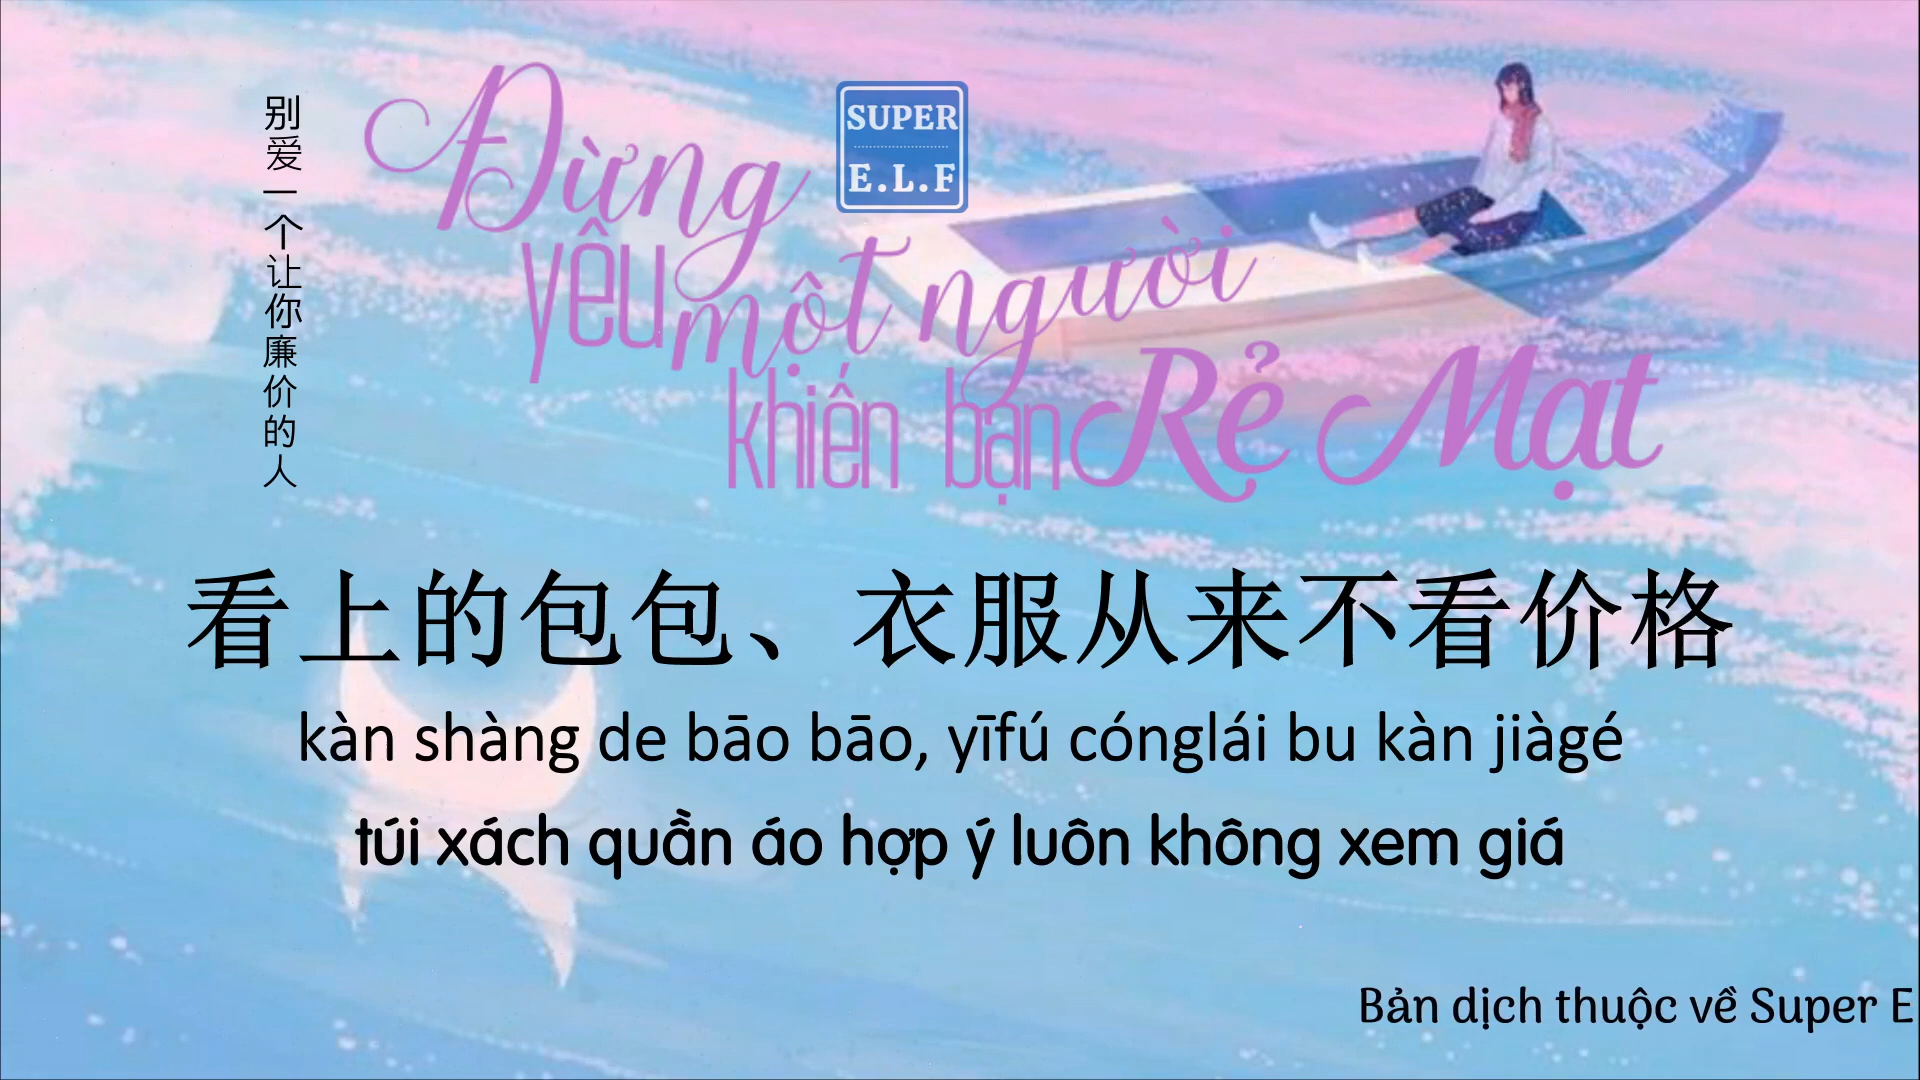 别爱一个让你廉价的人
Đừng
SUPER
E.L.F
yêu một người
khiến bạn Rẻ Mạt
看上的包包、衣服从来不看价格
kàn shàng de bāo bāo, yīfú cónglái bu kàn jiàgé
túi xách quần áo hợp ý luôn không xem giá
Bản dịch thuộc về Super E